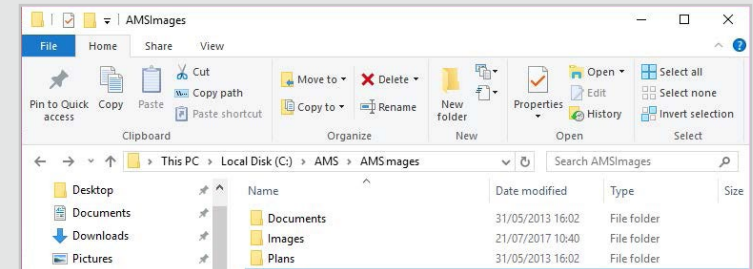 AMSImages
File Home Share View
Pin to Quick access
Copy
Paste
Cut
Copy path
Paste shortcut
Clipboard
Move to
Copy to
Delete
Rename
Organize
New folder
New
Properties
Open
Edit
History
Open
Select all
Select none
Invert selection
Select
This PC > Local Disk (C:) > AMS > AMS mages
Search AMSImages
Desktop
Documents
Downloads
Pictures
Name Date modified Type Size
Documents 31/05/2013 16:02 File folder
Images 21/07/2017 10:40 File folder
Plans 31/05/2013 16:02 File folder